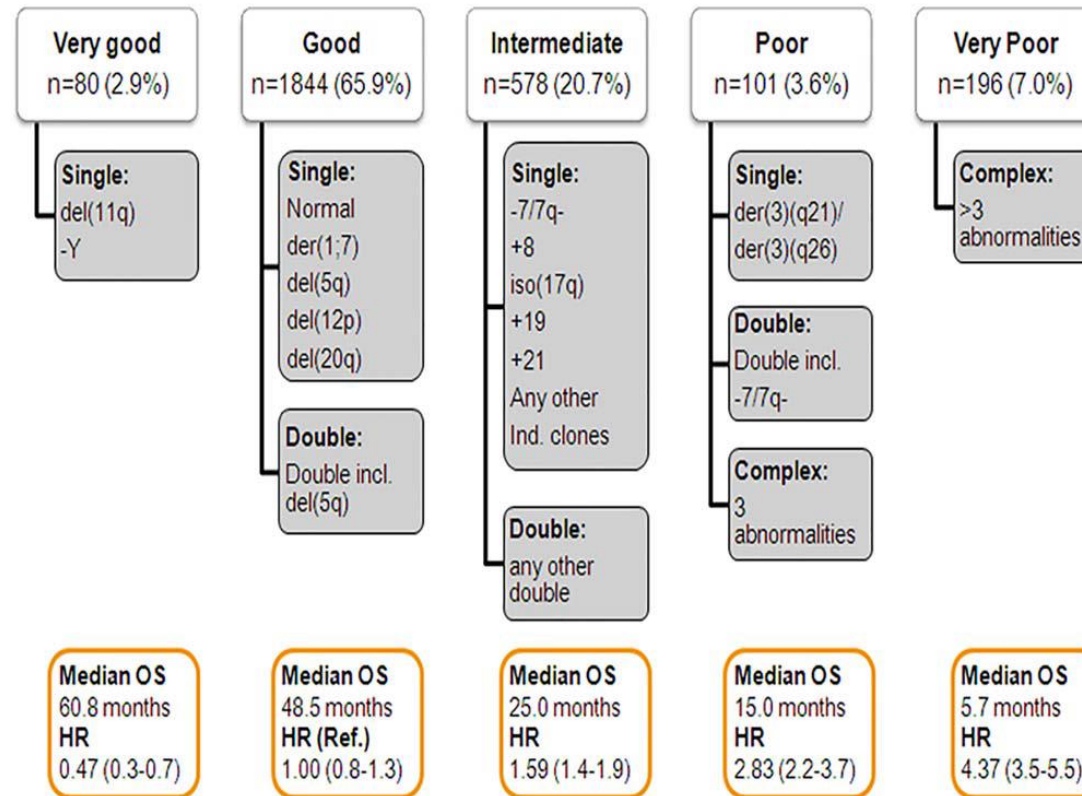 Very good
n=80 (2.9%)
Single:
del(11q)
-Y
Median OS
60.8 months
HR
0.47 (0.3-0.7)
Good
n=1844 (65.9%)
Single:
Normal
der(1;7)
del(5q)
del(12p)
del(20q)
Double:
Double incl.
del(5q)
Median OS
48.5 months
HR (Ref.)
1.00 (0.8-1.3)
Intermediate
n=578 (20.7%)
Single:
-7/7q-
+8
iso(17q)
+19
+21
Any other
Ind. clones
Double:
any other
double
Median OS
25.0 months
HR
1.59 (1.4-1.9)
Poor
n=101 (3.6%)
Single:
der(3)(q21)/
der(3)(q26)
Double:
Double incl.
-7/7q-
Complex:
3
abnormalities
Median OS
15.0 months
HR
2.83 (2.2-3.7)
Very Poor
n=196 (7.0%)
Complex:
>3
abnormalities
Median OS
5.7 months
HR
4.37 (3.5-5.5)